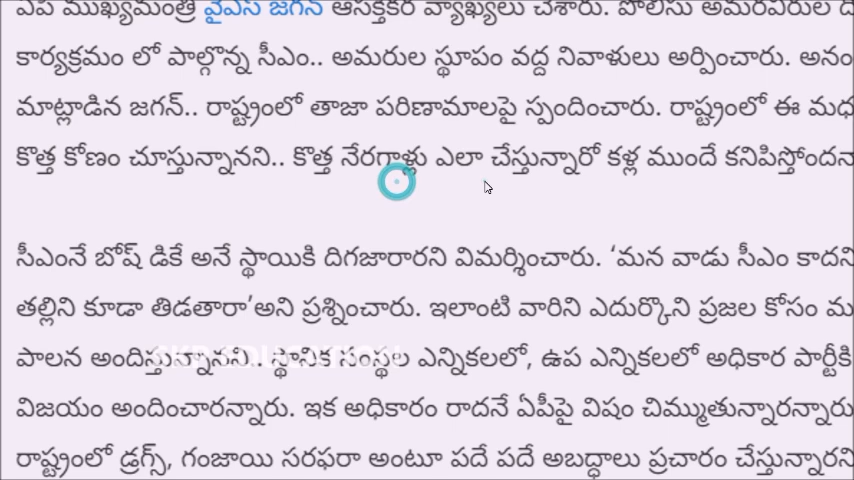 ఏపీ ముఖ్యమంత్రి వైఎస్ జగన్ ఆసక్తికర వ్యాఖ్యలు చేశారు. పోలీసు అమరవీరుల ది
కార్యక్రమం లో పాల్గొన్న సీఎం.. అమరుల స్థూపం వద్ద నివాళులు అర్పించారు. అనం
మాట్లాడిన జగన్.. రాష్ట్రంలో తాజా పరిణామాలపై స్పందించారు. రాష్ట్రంలో ఈ మధ
కొత్త కోణం చూస్తున్నానని.. కొత్త నేరగాళ్లు ఎలా చేస్తున్నారో కళ్ల ముందే కనిపిస్తోందన
సీఎంనే బోష్ డికే అనే స్థాయికి దిగజారారని విమర్శించారు. ‘మన వాడు సీఎం కాదని
తల్లిని కూడా తిడతారా’అని ప్రశ్నించారు. ఇలాంటి వారిని ఎదుర్కొని ప్రజల కోసం మ
పాలన అందిస్తున్నానని.. స్థానిక సంస్థల ఎన్నికలలో, ఉప ఎన్నికలలో అధికార పార్టీకి
విజయం అందించారన్నారు. ఇక అధికారం రాదనే ఏపీపై విషం చిమ్ముతున్నారన్నారు
రాష్ట్రంలో డ్రగ్స్, గంజాయి సరఫరా అంటూ పదే పదే అబద్ధాలు ప్రచారం చేస్తున్నారని